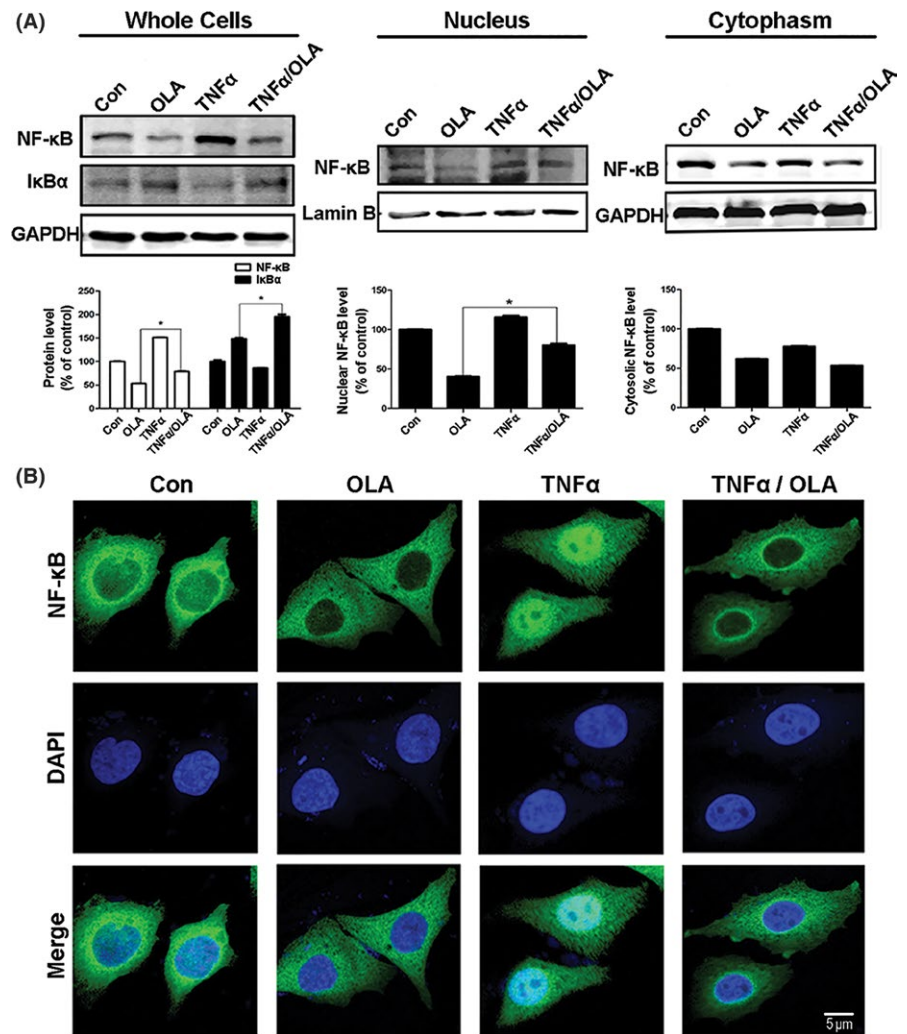 (A)
Whole Cells
Nucleus
Cytophasm
Con OLA TNFα TNFα/OLA
Con OLA TNFα TNFα/OLA
Con OLA TNFα TNFα/OLA
NF-κB
IκBα
GAPDH
NF-κB
Lamin B
NF-κB
GAPDH
NF-κB
IκBα
Protein level
(% of control)
200
150
100
50
0
* *
Con OLA TNFα TNFα/OLA Con OLA TNFα TNFα/OLA
Nuclear NF-κB level
(% of control)
150
100
50
0
*
Con OLA TNFα TNFα/OLA
Cytosolic NF-κB level
(% of control)
150
100
50
0
Con OLA TNFα TNFα/OLA
(B)
Con OLA TNFα TNFα / OLA
NF-κB
DAPI
Merge
5 µm